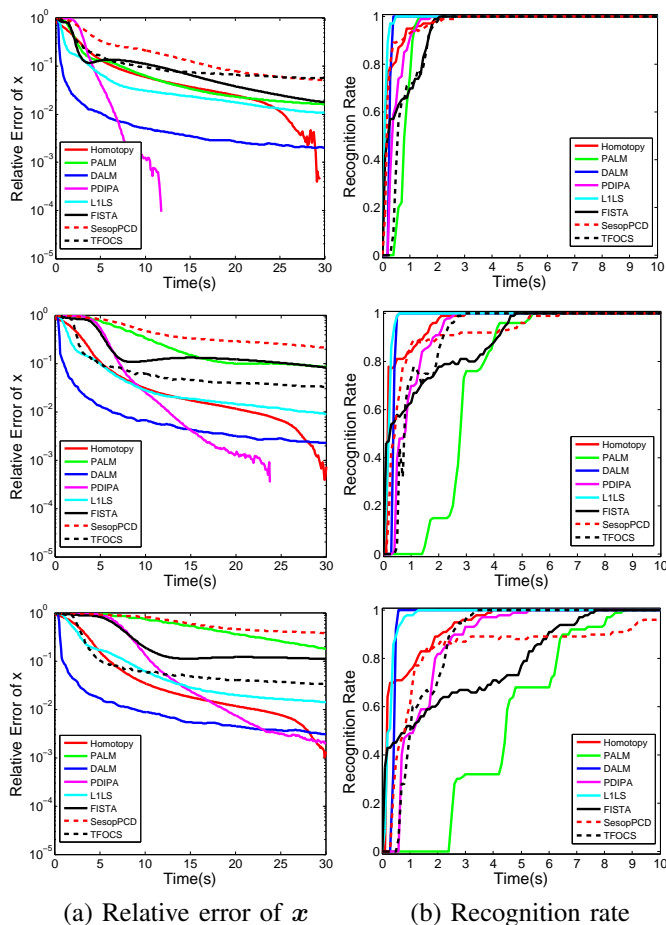 10⁰
10⁻¹
10⁻²
10⁻³
10⁻⁴
10⁻⁵
Relative Error of x
Homotopy
PALM
DALM
PDIPA
L1LS
FISTA
SesopPCD
TFOCS
0 5 10 15 20 25 30
Time(s)
1
0.8
0.6
0.4
0.2
0
Recognition Rate
Homotopy
PALM
DALM
PDIPA
L1LS
FISTA
SesopPCD
TFOCS
0 1 2 3 4 5 6 7 8 9 10
Time(s)
10⁰
10⁻¹
10⁻²
10⁻³
10⁻⁴
10⁻⁵
Relative Error of x
Homotopy
PALM
DALM
PDIPA
L1LS
FISTA
SesopPCD
TFOCS
0 5 10 15 20 25 30
Time(s)
1
0.8
0.6
0.4
0.2
0
Recognition rate
Homotopy
PALM
DALM
PDIPA
L1LS
FISTA
SesopPCD
TFOCS
0 1 2 3 4 5 6 7 8 9 10
Time(s)
10⁰
10⁻¹
10⁻²
10⁻³
10⁻⁴
10⁻⁵
Relative Error of x
Homotopy
PALM
DALM
PDIPA
L1LS
FISTA
SesopPCD
TFOCS
0 5 10 15 20 25 30
Time(s)
1
0.8
0.6
0.4
0.2
0
Recognition rate
Homotopy
PALM
DALM
PDIPA
L1LS
FISTA
SesopPCD
TFOCS
0 1 2 3 4 5 6 7 8 9 10
Time(s)
(a) Relative error of x
(b) Recognition rate